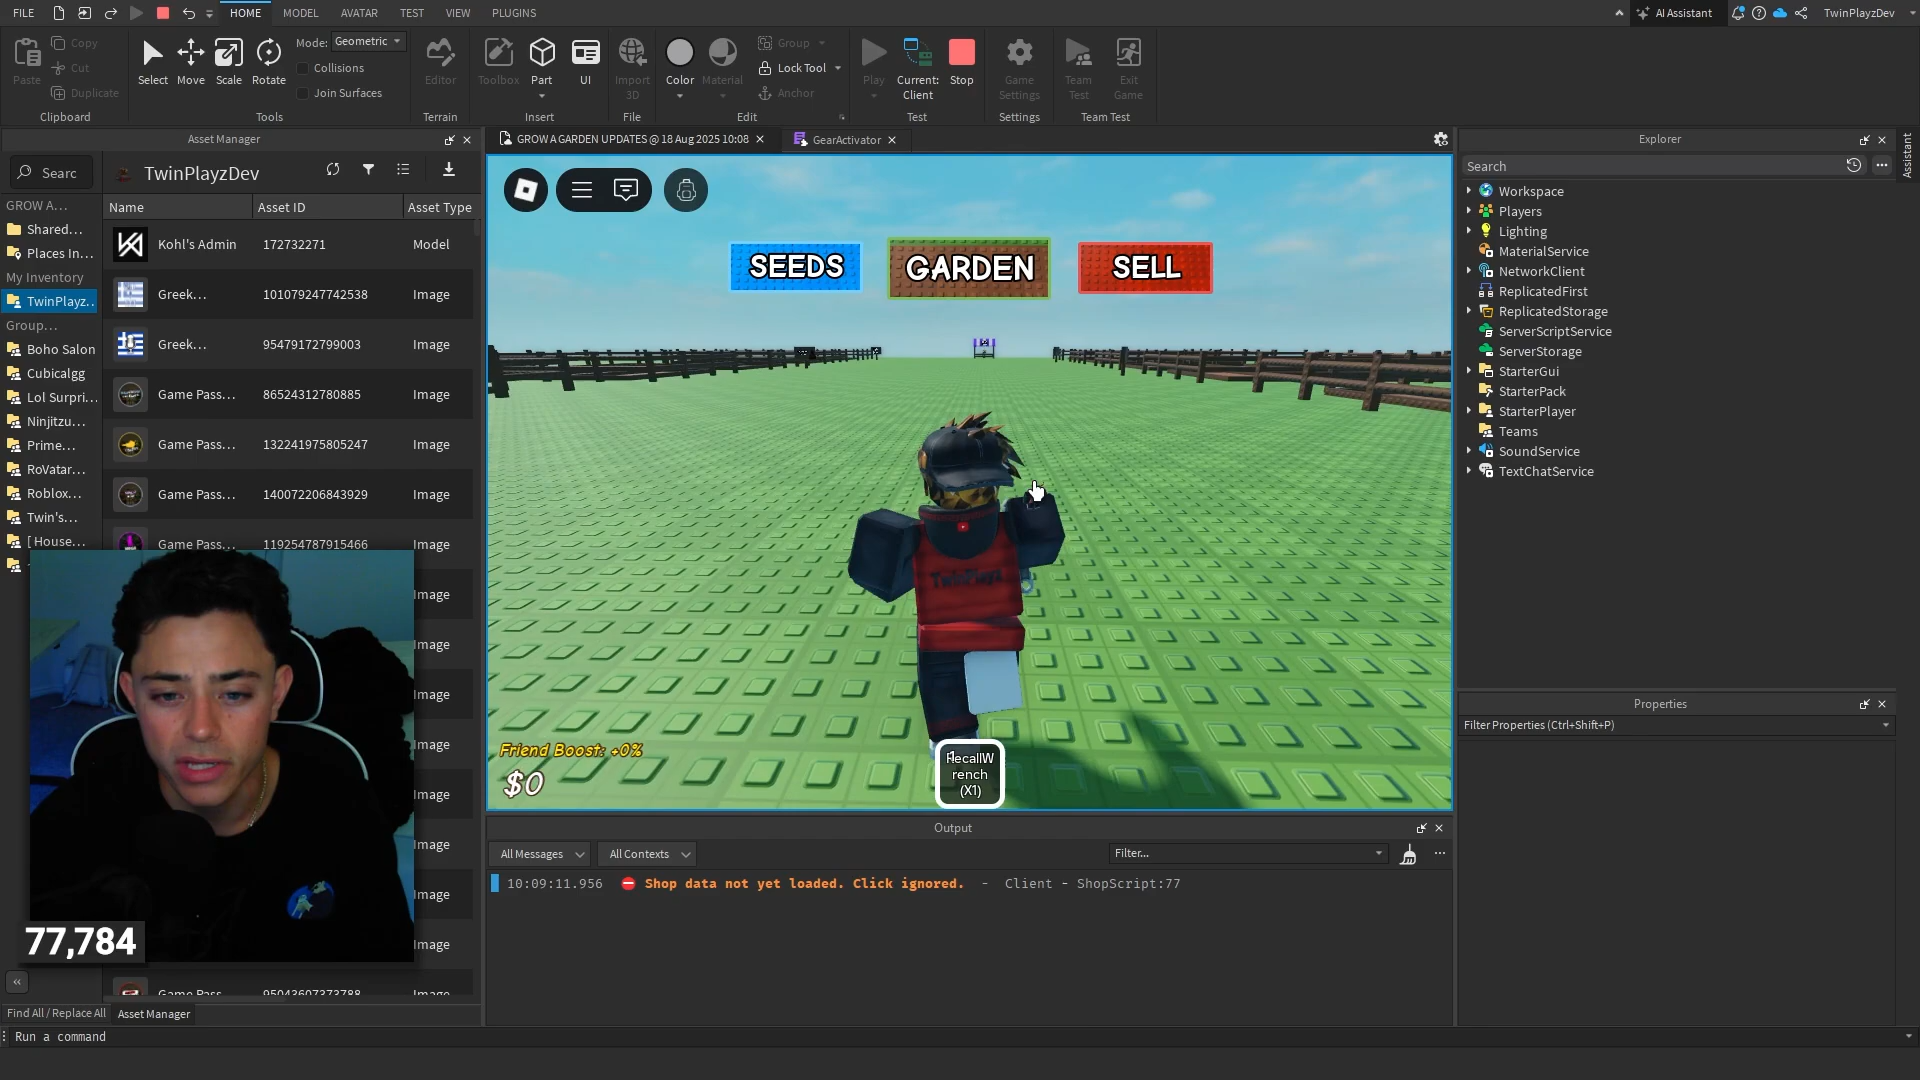 FILE
HOME
MODEL
AVATAR
TEST
VIEW
PLUGINS
AI Assistant
TwinPlayzDev
Paste
Copy
Cut
Duplicate
Clipboard
Select
Move
Scale
Rotate
Mode:
Geometric
Collisions
Join Surfaces
Tools
Editor
Terrain
Toolbox
Part
UI
Insert
Import
3D
File
Color
Material
Group
Lock Tool
Anchor
Edit
Play
Current:
Client
Stop
Test
Game
Settings
Settings
Team
Test
Exit
Game
Team Test
Asset Manager
Searc
TwinPlayzDev
Name
Asset ID
Asset Type
GROW A...
Shared...
Places In...
My Inventory
TwinPlayz..
Group...
Boho Salon
Cubicalgg
Lol Surpri...
Ninjitzu...
Prime...
RoVatar...
Roblox...
Twin's...
[ House...
Kohl's Admin
172732271
Model
Greek...
101079247742538
Image
Greek...
95479172799003
Image
Game Pass...
86524312780885
Image
Game Pass...
132241975805247
Image
Game Pass...
140072206843929
Image
Game Pass...
119254787915466
Image
Image
Image
Image
Image
Image
Image
Image
Image
Game Pass...
95043607373788
Image
77,784
Find All / Replace All
Asset Manager
Run a command
GROW A GARDEN UPDATES @ 18 Aug 2025 10:08
GearActivator
SEEDS
GARDEN
SELL
TwinPlayz
Friend Boost: +0%
$0
1
RecallW
rench
(X1)
Output
All Messages
All Contexts
Filter...
10:09:11.956
Shop data not yet loaded. Click ignored.
-
Client - ShopScript:77
Explorer
Assistant
Search
Workspace
Players
Lighting
MaterialService
NetworkClient
ReplicatedFirst
ReplicatedStorage
ServerScriptService
ServerStorage
StarterGui
StarterPack
StarterPlayer
Teams
SoundService
TextChatService
Properties
Filter Properties (Ctrl+Shift+P)